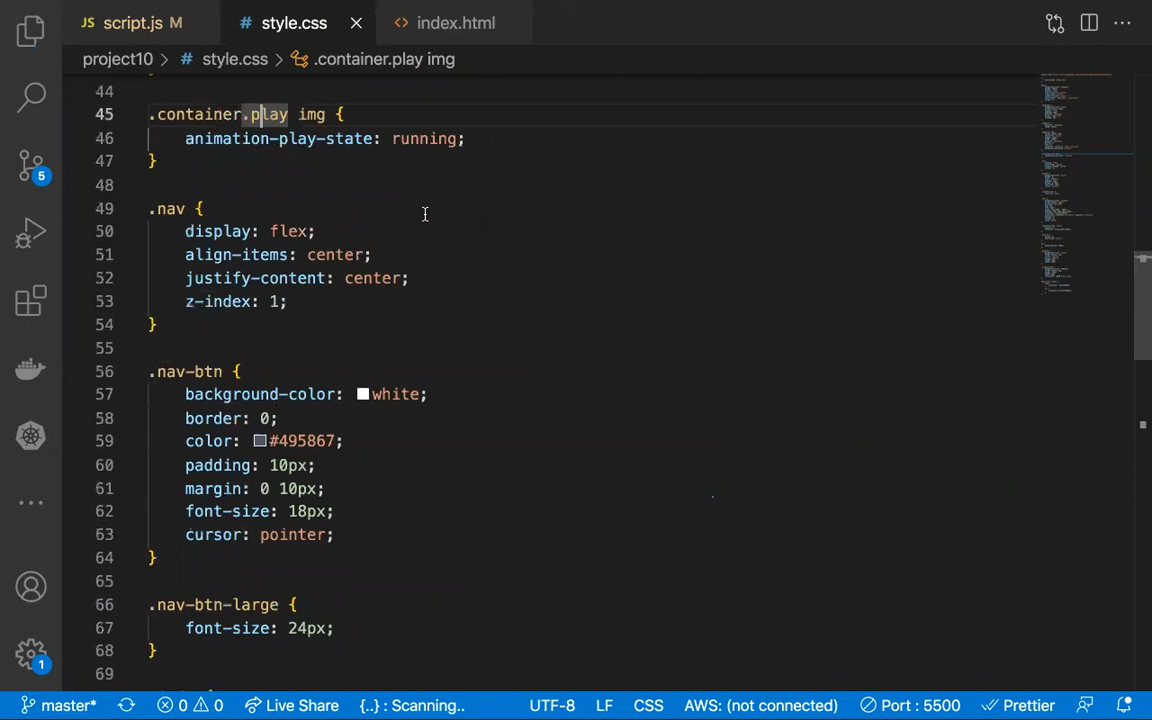 JS script.js M # style.css × <> index.html
project10 > # style.css > .container.play img
44
45 .container.play img {
46 animation-play-state: running;
47 }
48
49 .nav {
50 display: flex;
51 align-items: center;
52 justify-content: center;
53 z-index: 1;
54 }
55
56 .nav-btn {
57 background-color: white;
58 border: 0;
59 color: #495867;
60 padding: 10px;
61 margin: 0 10px;
62 font-size: 18px;
63 cursor: pointer;
64 }
65
66 .nav-btn-large {
67 font-size: 24px;
68 }
69
5
1
master* 0 0 Live Share {..} : Scanning.. UTF-8 LF CSS AWS: (not connected) Port : 5500 Prettier